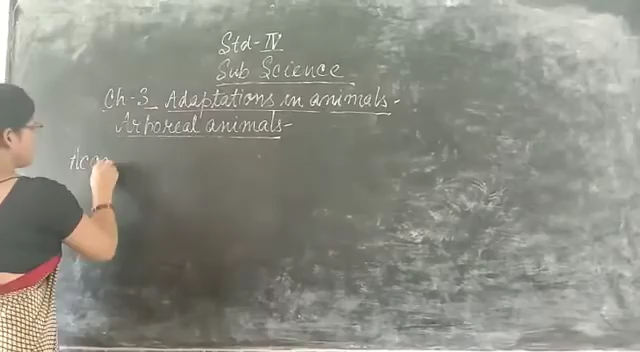 Std-IV
Sub Science
Ch-3 Adaptations in animals-
Arboreal animals-